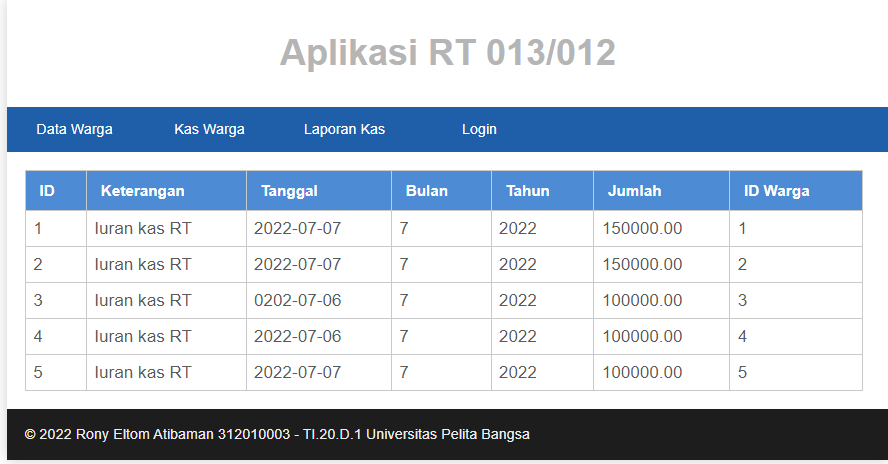 Aplikasi RT 013/012
Data Warga Kas Warga Laporan Kas Login
ID Keterangan Tanggal Bulan Tahun Jumlah ID Warga
1 Iuran kas RT 2022-07-07 7 2022 150000.00 1
2 Iuran kas RT 2022-07-07 7 2022 150000.00 2
3 Iuran kas RT 0202-07-06 7 2022 100000.00 3
4 Iuran kas RT 2022-07-06 7 2022 100000.00 4
5 Iuran kas RT 2022-07-07 7 2022 100000.00 5
© 2022 Rony Eltom Atibaman 312010003 - TI.20.D.1 Universitas Pelita Bangsa